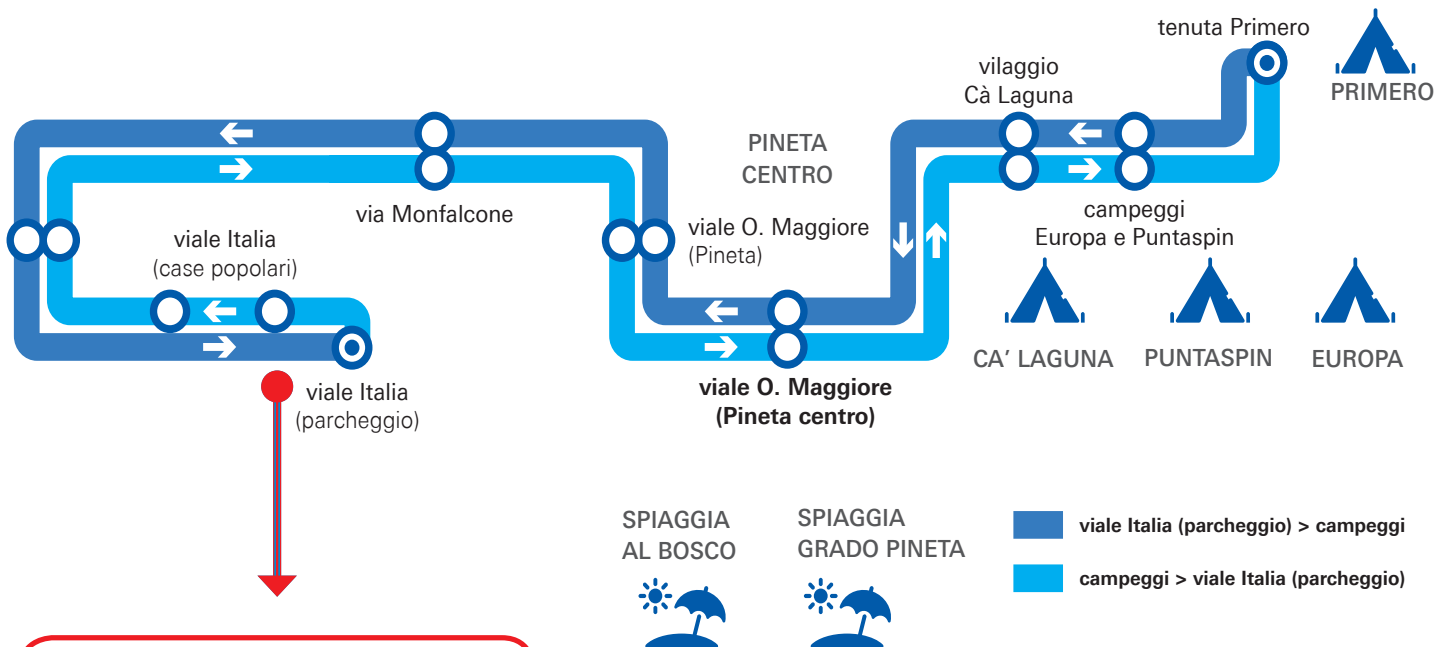 tenuta Primero
PRIMERO
vilaggio
Cà Laguna
PINETA
CENTRO
via Monfalcone
campeggi
Europa e Puntaspin
viale Italia
(case popolari)
viale O. Maggiore
(Pineta)
CA' LAGUNA
PUNTASPIN
EUROPA
viale Italia
(parcheggio)
viale O. Maggiore
(Pineta centro)
SPIAGGIA
AL BOSCO
SPIAGGIA
GRADO PINETA
viale Italia (parcheggio) > campeggi
campeggi > viale Italia (parcheggio)